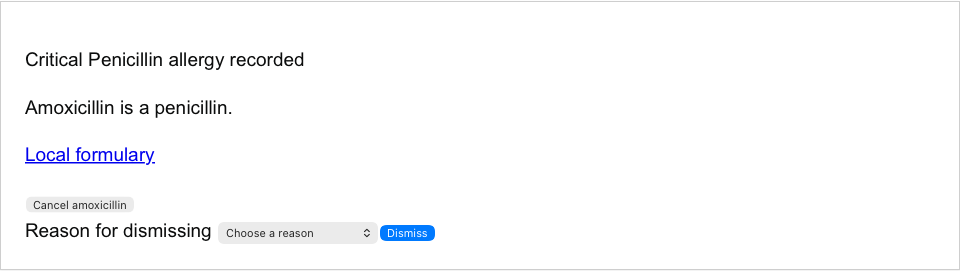 Critical Penicillin allergy recorded
Amoxicillin is a penicillin.
Local formulary
Cancel amoxicillin
Reason for dismissing Choose a reason Dismiss